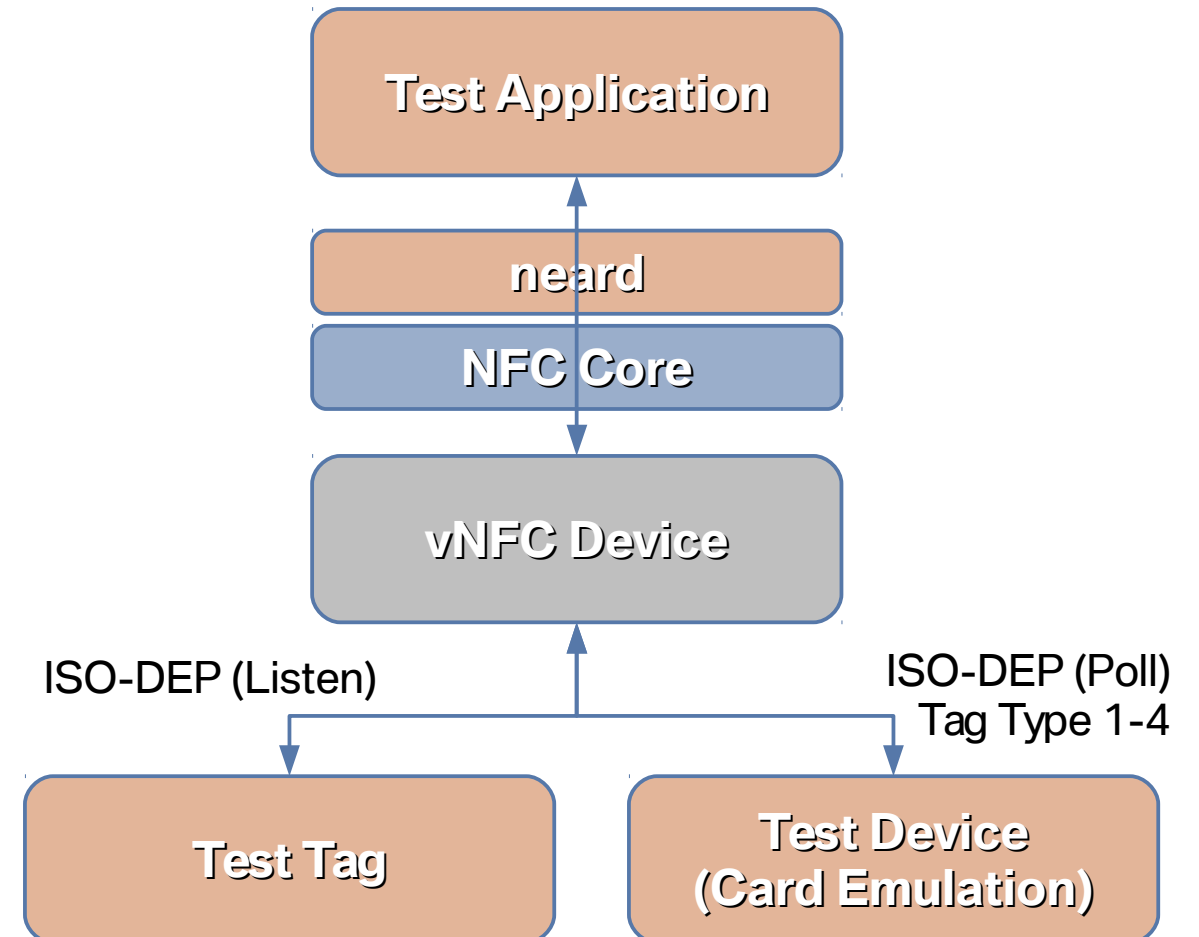 Test Application
neard
NFC Core
vNFC Device
ISO-DEP (Listen)
ISO-DEP (Poll)
Tag Type 1-4
Test Tag
Test Device
(Card Emulation)